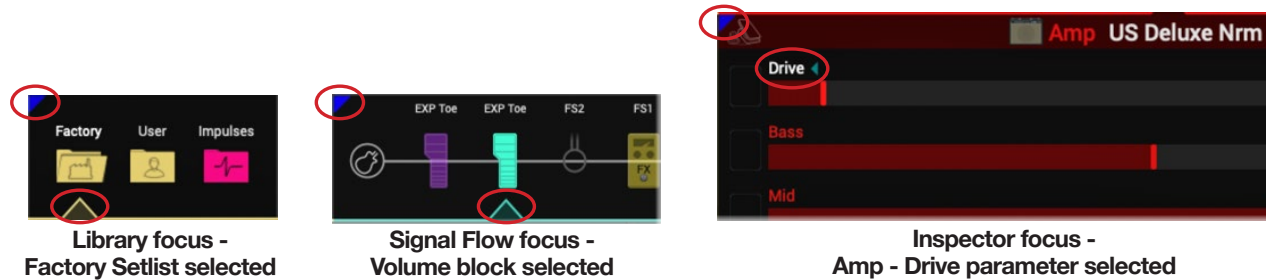 Amp US Deluxe Nrm
Drive
Bass
Mid
Factory User Impulses
EXP Toe EXP Toe FS2 FS1
FX
Library focus -
Factory Setlist selected
Signal Flow focus -
Volume block selected
Inspector focus -
Amp - Drive parameter selected